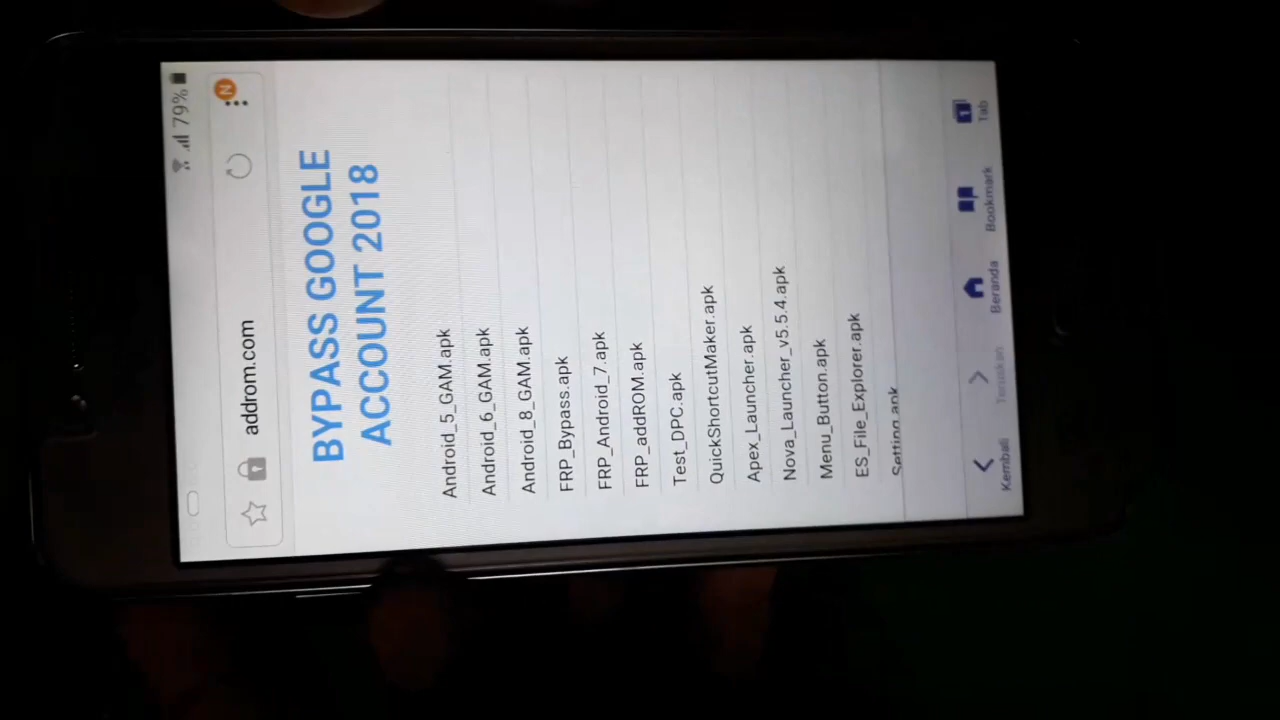 79%
addrom.com
N
BYPASS GOOGLE
ACCOUNT 2018
Android_5_GAM.apk
Android_6_GAM.apk
Android_8_GAM.apk
FRP_Bypass.apk
FRP_Android_7.apk
FRP_addROM.apk
Test_DPC.apk
QuickShortcutMaker.apk
Apex_Launcher.apk
Nova_Launcher_v5.5.4.apk
Menu_Button.apk
ES_File_Explorer.apk
Setting.apk
Kembali Teruskan Beranda Bookmark 1 Tab